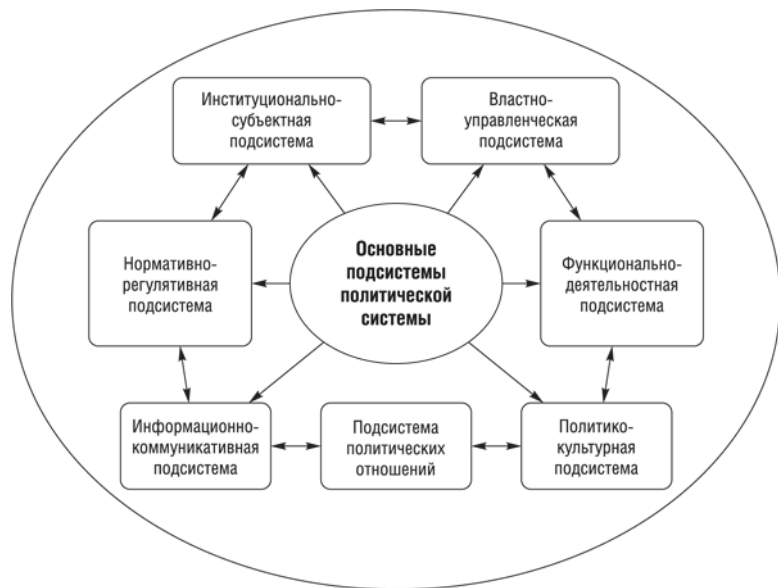 Институционально-
субъектная
подсистема
Властно-
управленческая
подсистема
Нормативно-
регулятивная
подсистема
Основные
подсистемы
политической
системы
Функционально-
деятельностная
подсистема
Информационно-
коммуникативная
подсистема
Подсистема
политических
отношений
Политико-
культурная
подсистема